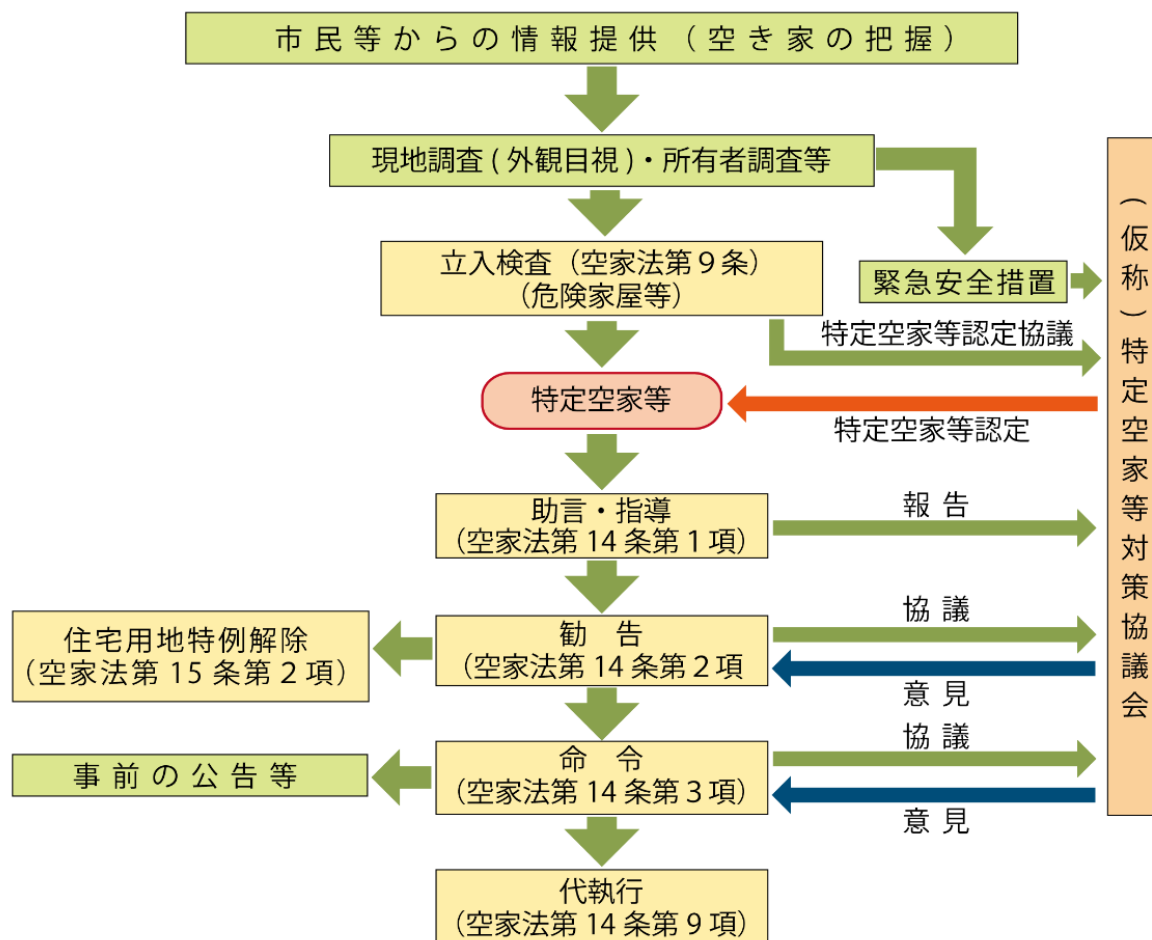 市民等からの情報提供（空き家の把握）
現地調査(外観目視)・所有者調査等
立入検査（空家法第９条）
（危険家屋等）
緊急安全措置
特定空家等認定協議
特定空家等
特定空家等認定
助言・指導
（空家法第14条第１項）
報告
住宅用地特例解除
（空家法第15条第２項）
勧　告
（空家法第14条第２項
協議
意見
事前の公告等
命　令
（空家法第14条第３項）
協議
意見
代執行
（空家法第14条第９項）
（仮称）特定空家等対策協議会